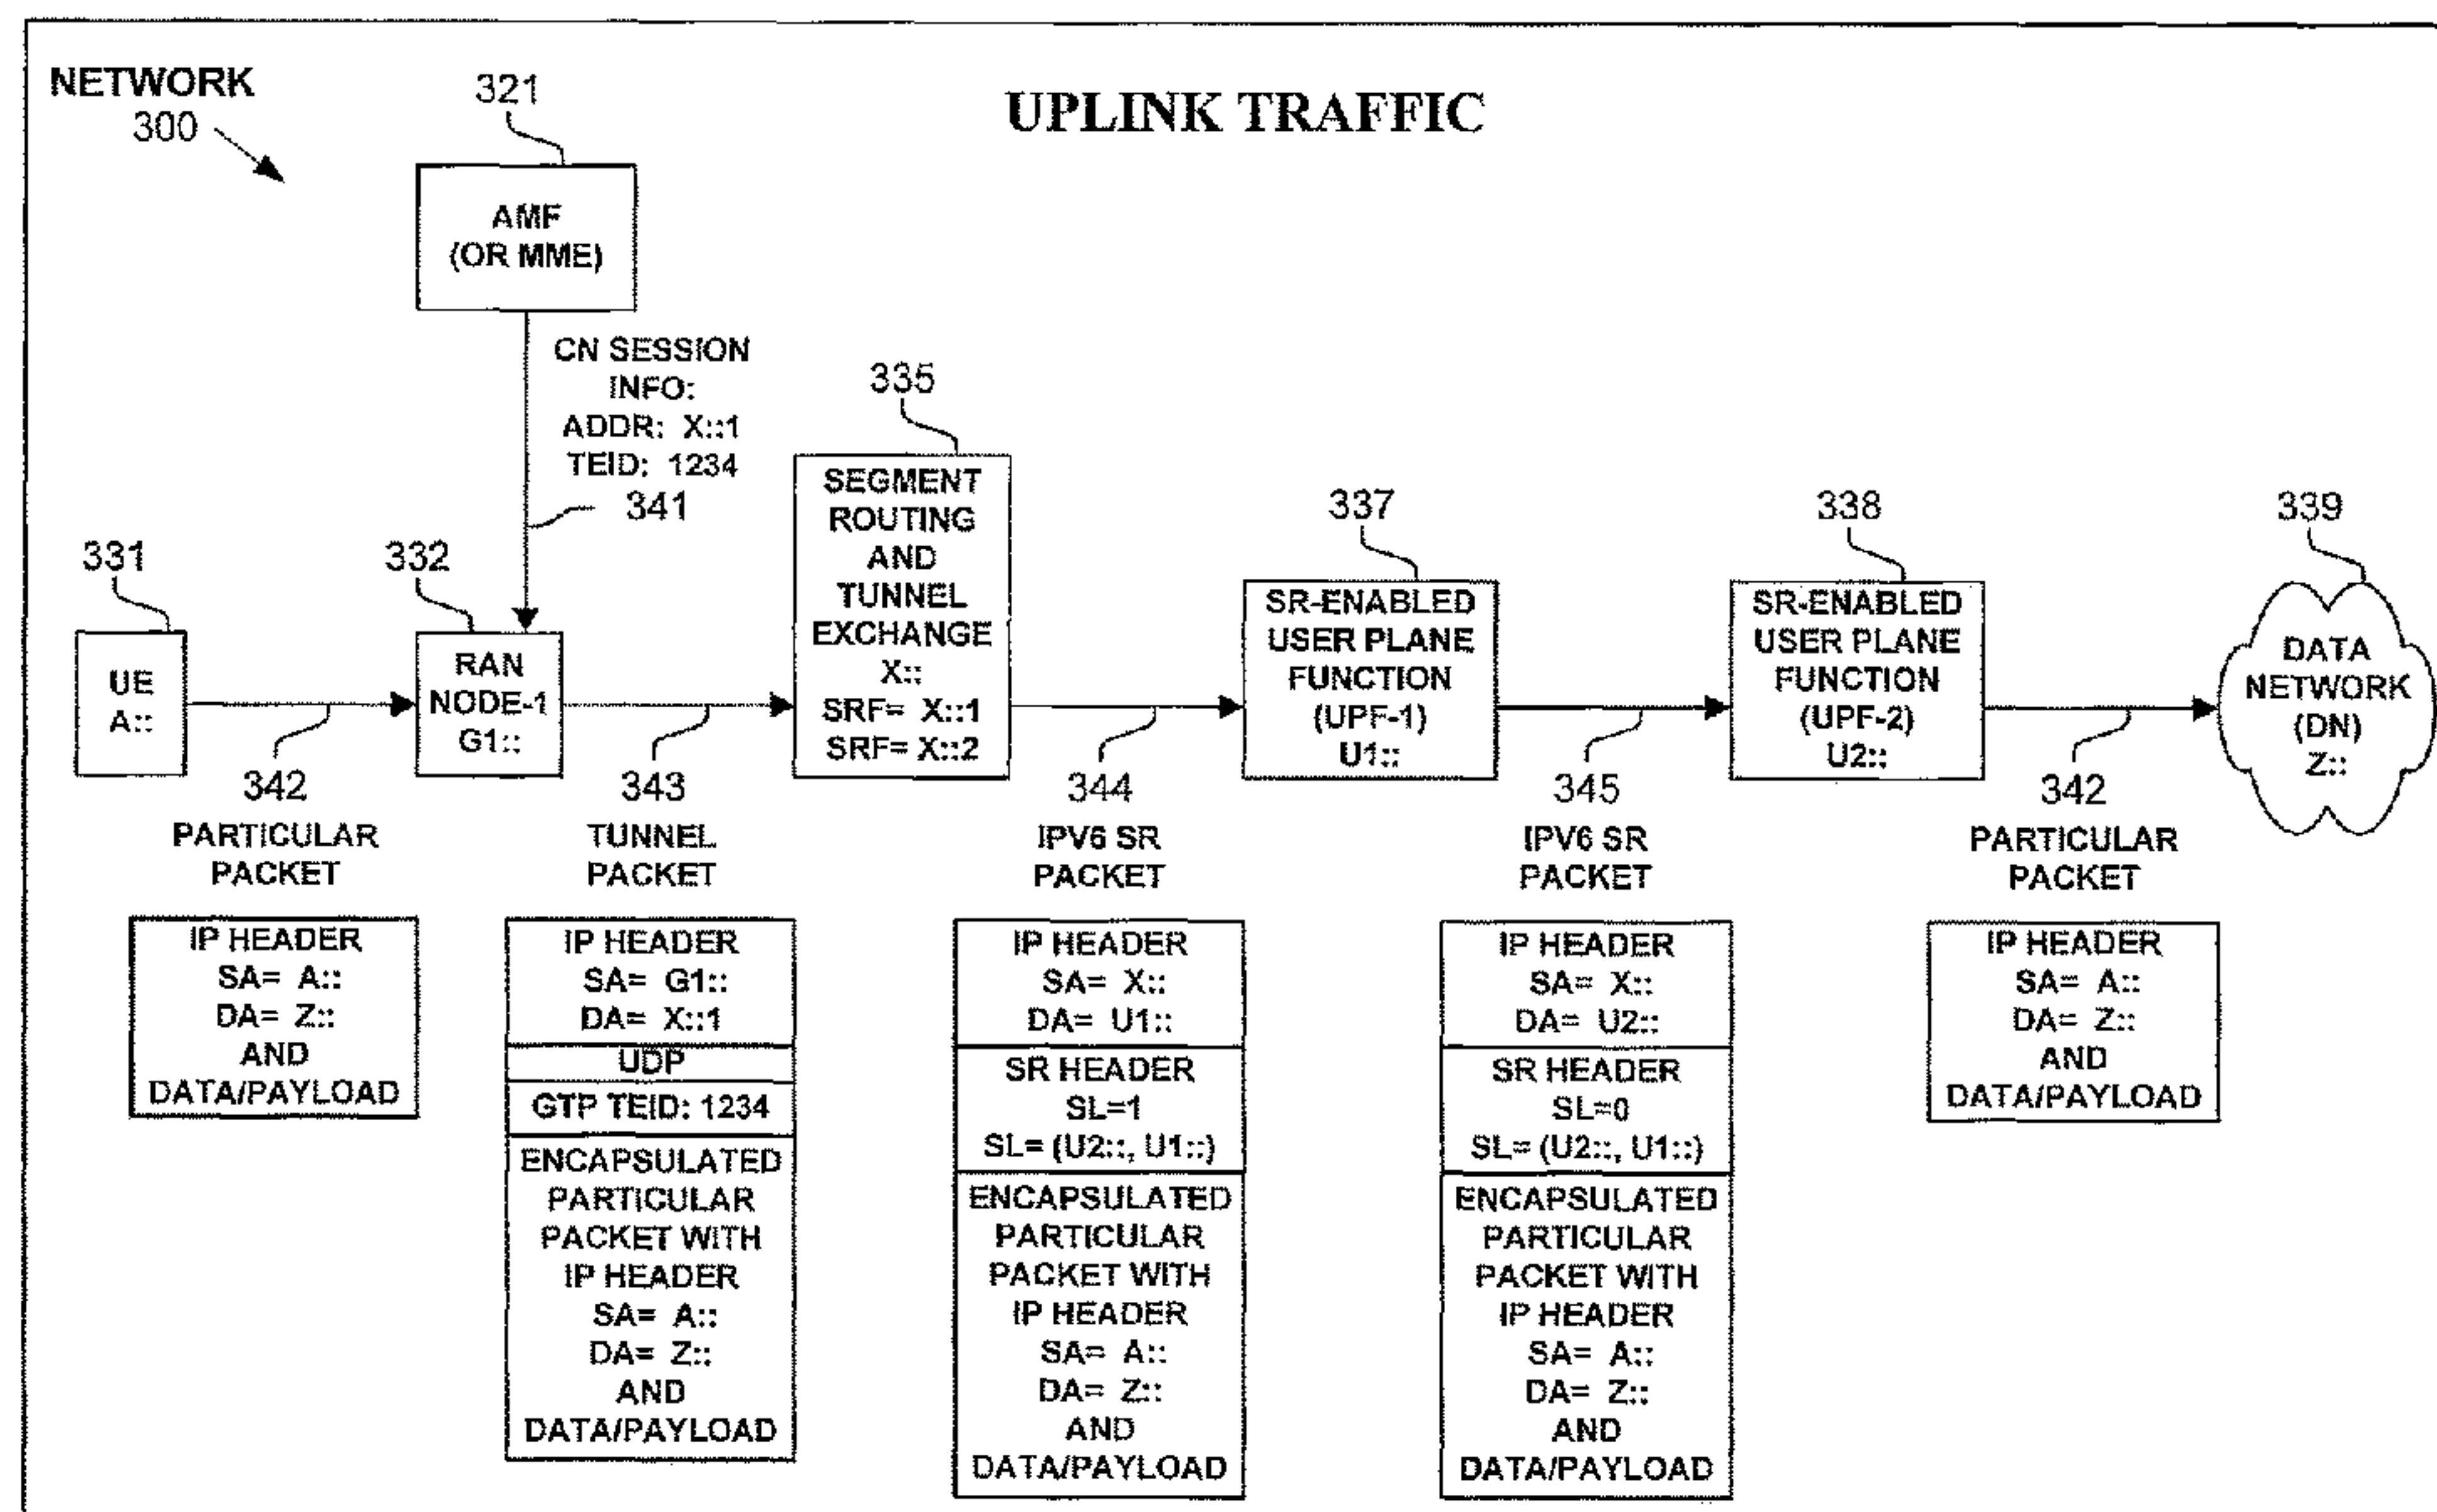 NETWORK
300
321
UPLINK TRAFFIC
AMF
(OR MME)
CN SESSION
INFO:
ADDR: X::1
TEID: 1234
341
331
UE
A::
332
RAN
NODE-1
G1::
335
SEGMENT
ROUTING
AND
TUNNEL
EXCHANGE
X::
SRF= X::1
SRF= X::2
337
SR-ENABLED
USER PLANE
FUNCTION
(UPF-1)
U1::
338
SR-ENABLED
USER PLANE
FUNCTION
(UPF-2)
U2::
339
DATA
NETWORK
(DN)
Z::
342
PARTICULAR
PACKET
343
TUNNEL
PACKET
344
IPV6 SR
PACKET
345
IPV6 SR
PACKET
342
PARTICULAR
PACKET
IP HEADER
SA= A::
DA= Z::
AND
DATA/PAYLOAD
IP HEADER
SA= G1::
DA= X::1
UDP
GTP TEID: 1234
ENCAPSULATED
PARTICULAR
PACKET WITH
IP HEADER
SA= A::
DA= Z::
AND
DATA/PAYLOAD
IP HEADER
SA= X::
DA= U1::
SR HEADER
SL=1
SL= (U2::, U1::)
ENCAPSULATED
PARTICULAR
PACKET WITH
IP HEADER
SA= A::
DA= Z::
AND
DATA/PAYLOAD
IP HEADER
SA= X::
DA= U2::
SR HEADER
SL=0
SL= (U2::, U1::)
ENCAPSULATED
PARTICULAR
PACKET WITH
IP HEADER
SA= A::
DA= Z::
AND
DATA/PAYLOAD
IP HEADER
SA= A::
DA= Z::
AND
DATA/PAYLOAD